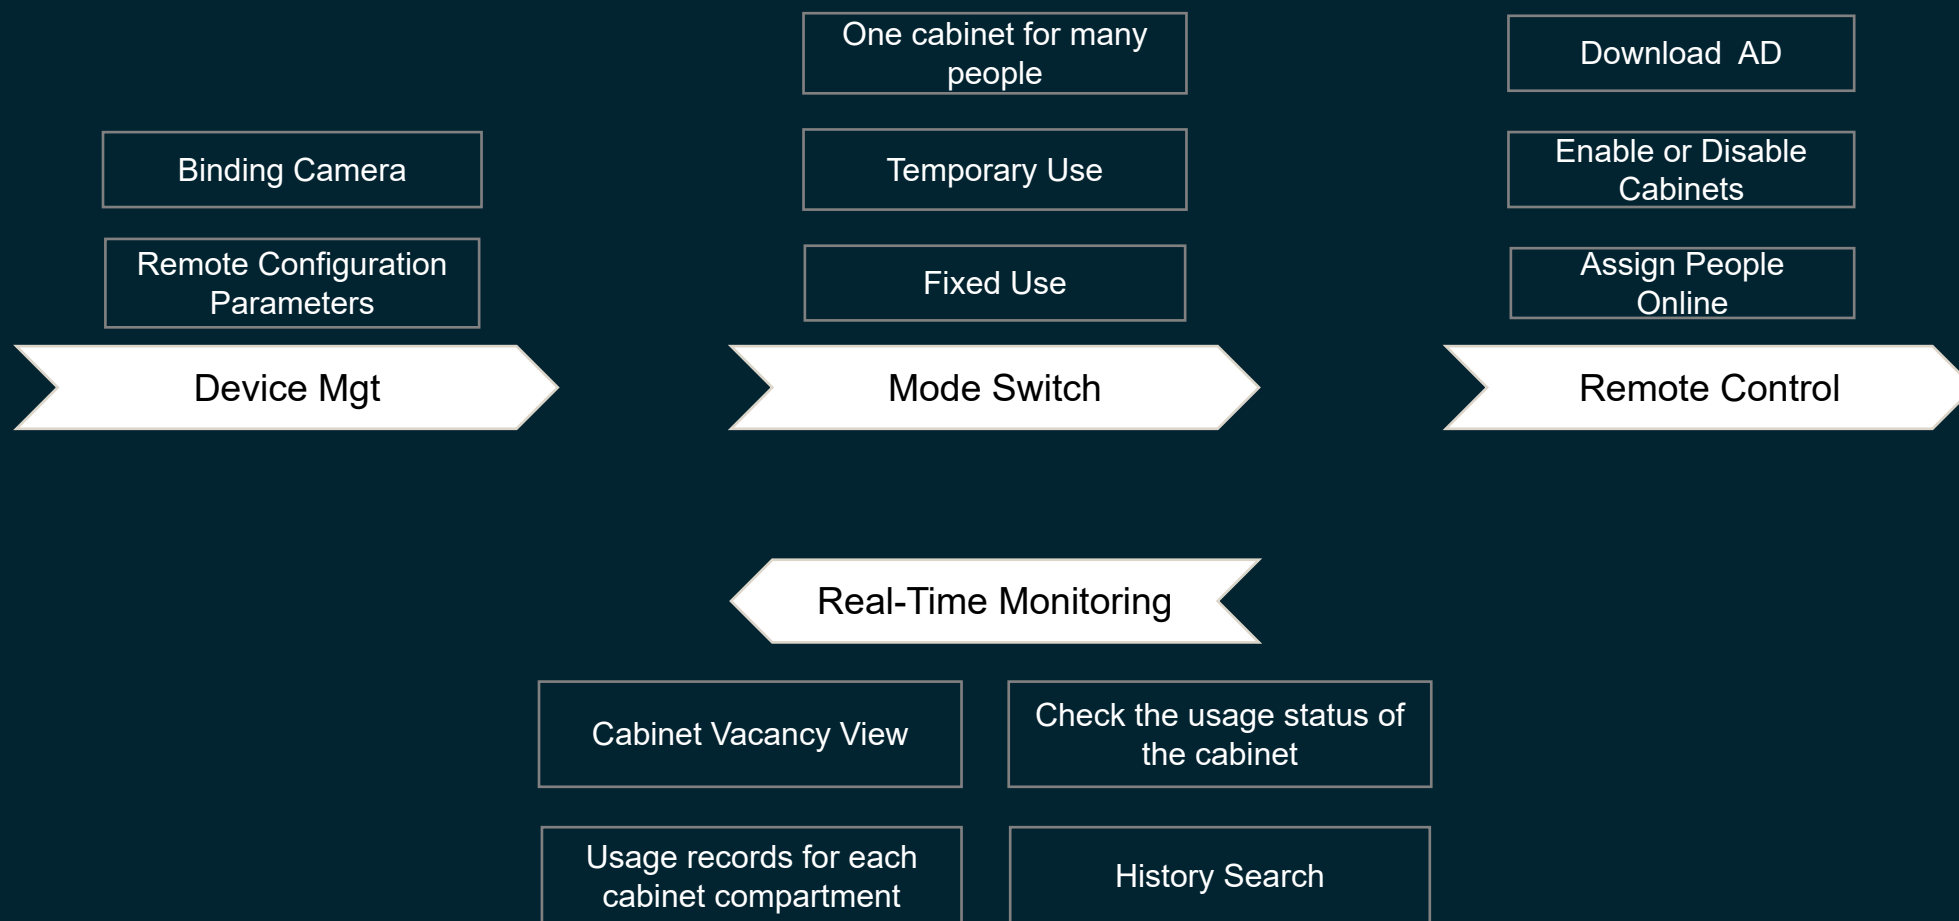 One cabinet for many
people
Download  AD
Binding Camera
Temporary Use
Enable or Disable
Cabinets
Remote Configuration
Parameters
Fixed Use
Assign People
Online
Device Mgt
Mode Switch
Remote Control
Real-Time Monitoring
Cabinet Vacancy View
Check the usage status of
the cabinet
Usage records for each
cabinet compartment
History Search